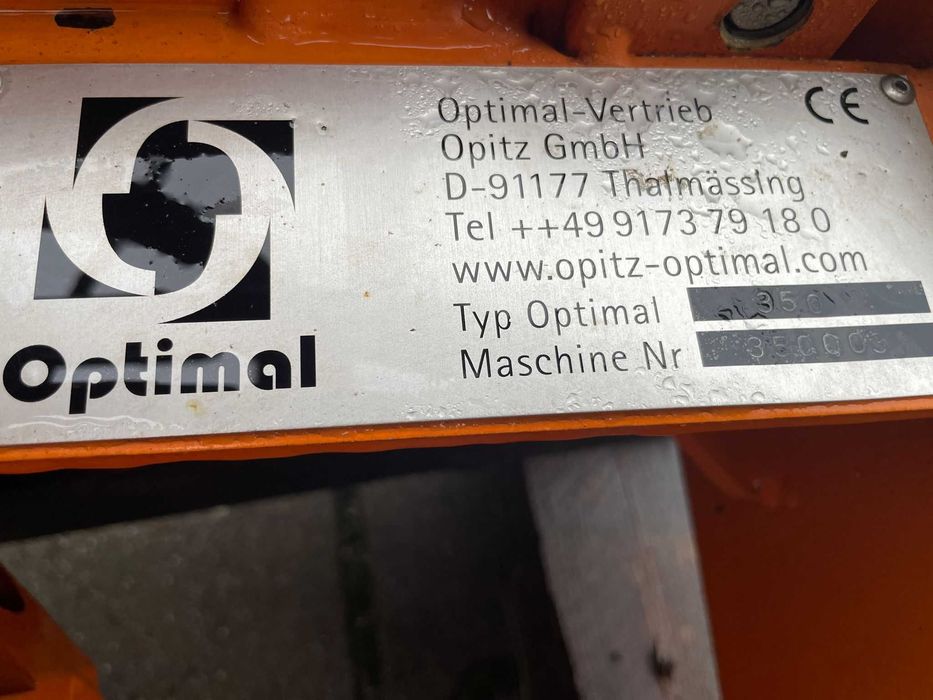 Optimal
Optimal-Vertrieb
Opitz GmbH
D-91177 Thalmässing
Tel ++49 9173 79 18 0
www.opitz-optimal.com
Typ Optimal
Maschine Nr
CE